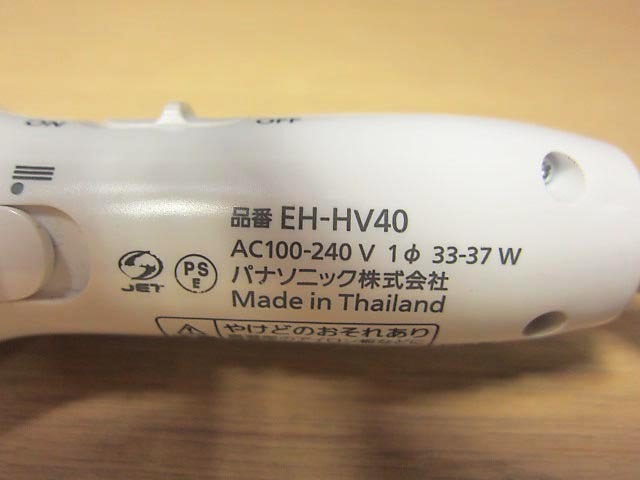 OFF
品番 EH-HV40
AC100-240 V 1φ 33-37 W
JET
PS
E
パナソニック株式会社
Made in Thailand
やけどのおそれあり